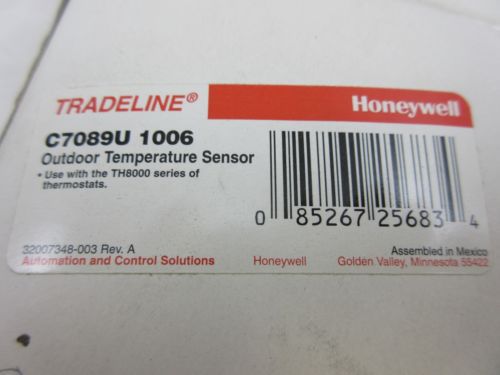 TRADELINE® Honeywell
C7089U 1006
Outdoor Temperature Sensor
• Use with the TH8000 series of
thermostats.
0 85267 25683 4
32007348-003 Rev. A Assembled in Mexico
Automation and Control Solutions Honeywell Golden Valley, Minnesota 55422